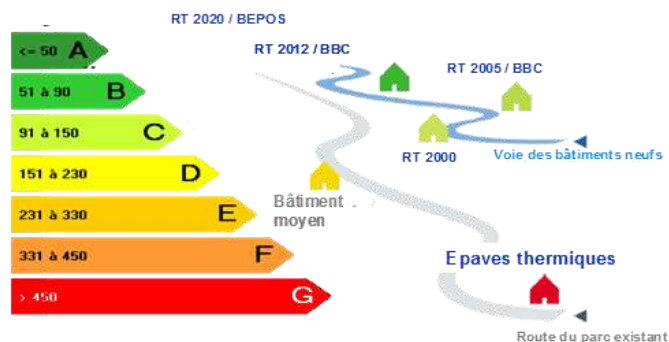 RT 2020 / BEPOS
<= 50 A
RT 2012 / BBC
RT 2005 / BBC
51 à 90 B
91 à 150 C
RT 2000
Voie des bâtiments neufs
151 à 230 D
Bâtiment
moyen
231 à 330 E
331 à 450 F
Epaves thermiques
> 450 G
Route du parc existant